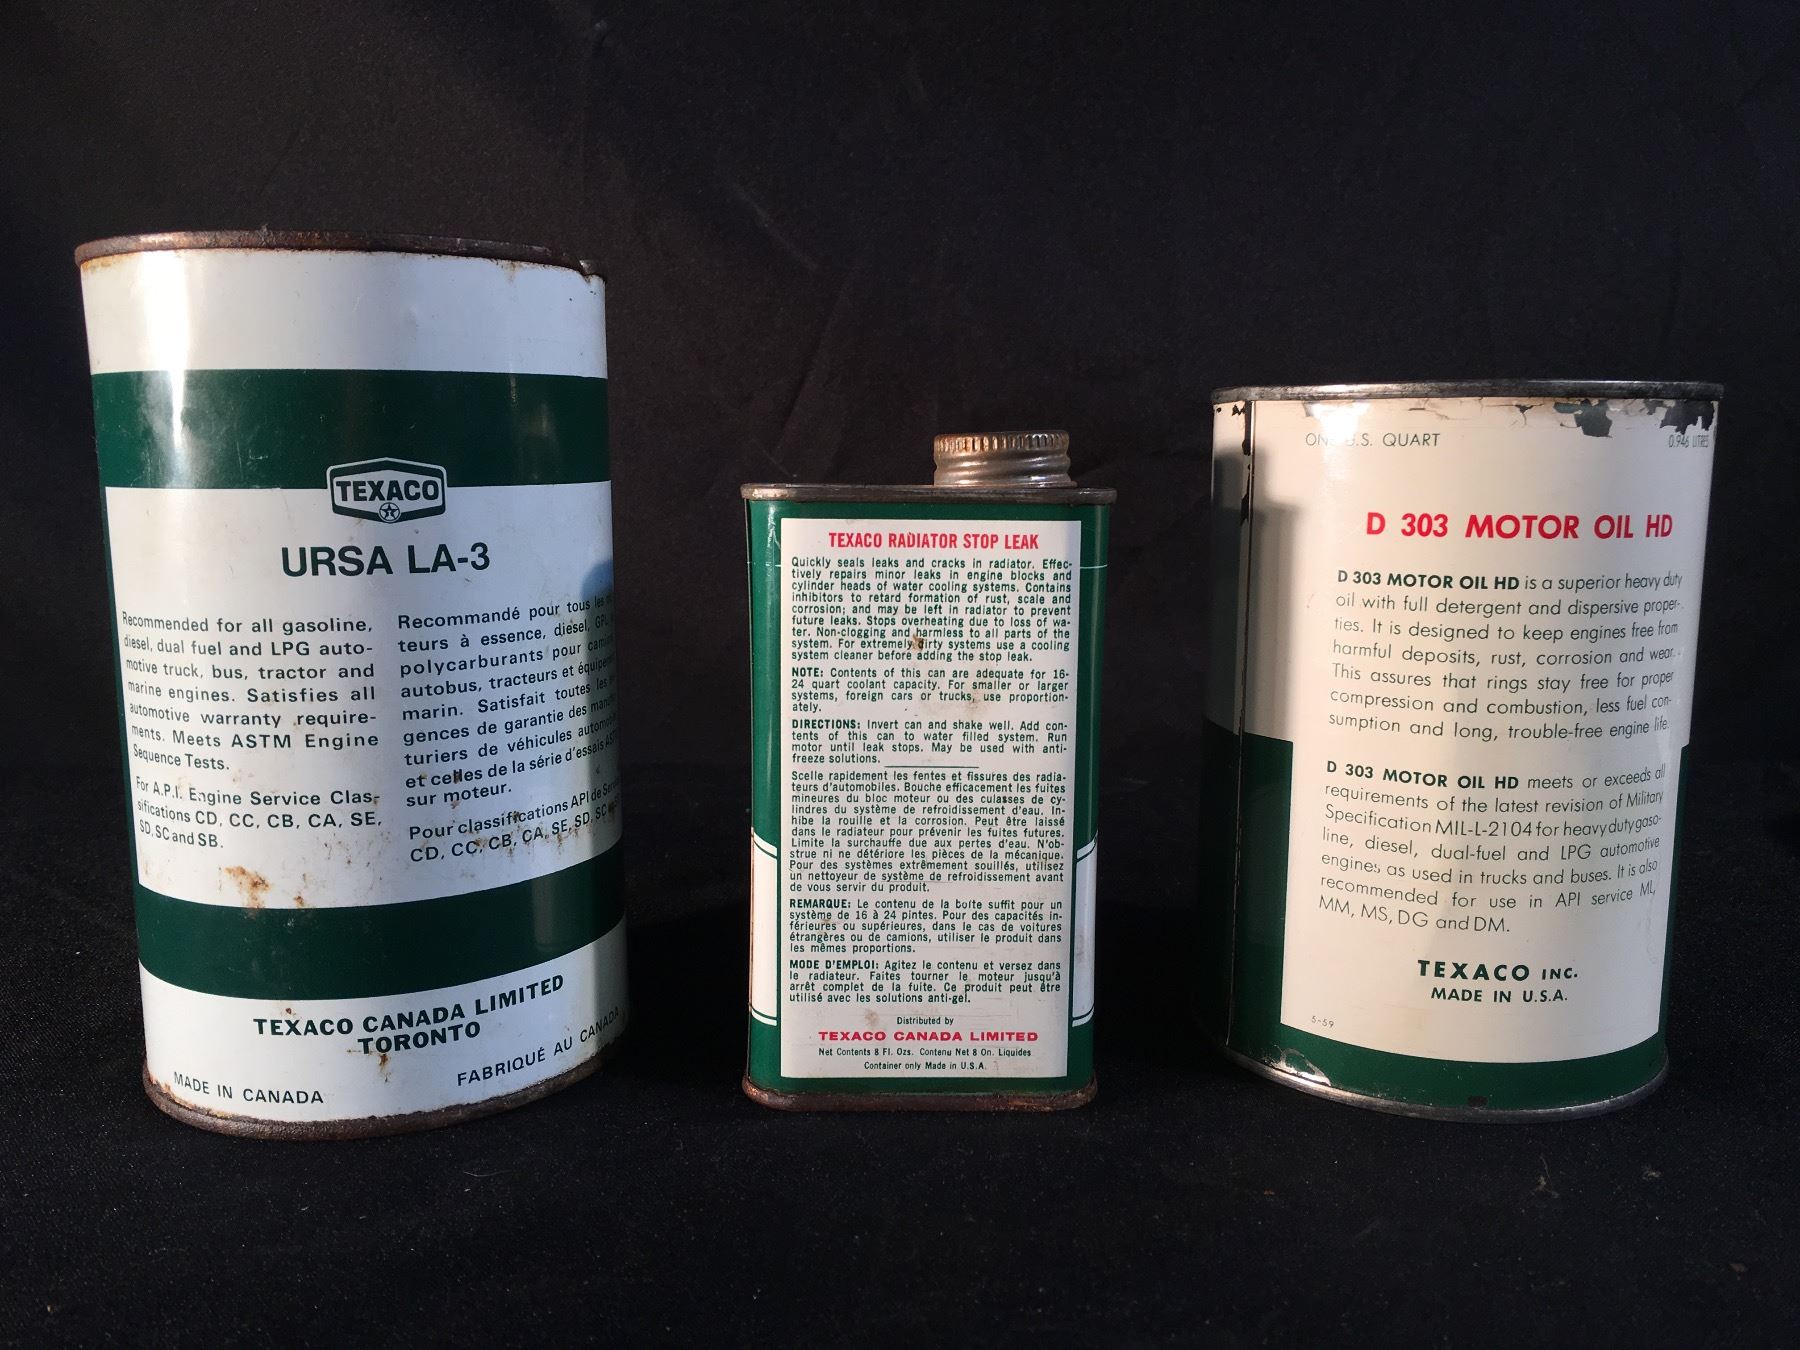 TEXACO
URSA LA-3
Recommended for all gasoline,
diesel, dual fuel and LPG auto-
motive truck, bus, tractor and
marine engines. Satisfies all
automotive warranty require-
ments. Meets ASTM Engine
Sequence Tests.
For A.P.I. Engine Service Clas-
sifications CD, CC, CB, CA, SE,
SD, SC and SB.
Recommandé pour tous les
teurs à essence, diesel,
polycarburants pour
autobus, tracteurs et
marin. Satisfait toutes les
gences de garantie des
turiers de véhicules
et celles de la série d'essais
sur moteur.
Pour classifications API de
CD, CC, CB, CA, SE, SD, SC
TEXACO CANADA LIMITED
TORONTO
MADE IN CANADA
FABRIQUÉ AU CANADA
TEXACO RADIATOR STOP LEAK
Quickly seals leaks and cracks in radiator. Effec-
tively repairs minor leaks in engine blocks and
cylinder heads of water cooling systems. Contains
inhibitors to retard formation of rust, scale and
corrosion; and may be left in radiator to prevent
future leaks. Stops overheating due to loss of wa-
ter. Non-clogging and harmless to all parts of the
system. For extremely dirty systems use a cooling
system cleaner before adding the stop leak.
NOTE: Contents of this can are adequate for 16-
24 quart coolant capacity. For smaller or larger
systems, foreign cars or trucks, use proportion-
ately.
DIRECTIONS: Invert can and shake well. Add con-
tents of this can to water filled system. Run
motor until leak stops. May be used with anti-
freeze solutions.
Scelle rapidement les fentes et fissures des radia-
teurs d'automobiles. Bouche efficacement les fuites
mineures du bloc moteur ou des culasses de cy-
lindres du système de refroidissement d'eau. In-
hibe la rouille et la corrosion. Peut être laissé
dans le radiateur pour prévenir les fuites futures.
Limite la surchauffe due aux pertes d'eau. N'ob-
strue ni ne détériore les pièces de la mécanique.
Pour des systèmes extrêmement souillés, utilisez
un nettoyeur de système de refroidissement avant
de vous servir du produit.
REMARQUE: Le contenu de la boîte suffit pour un
système de 16 à 24 pintes. Pour des capacités in-
férieures ou supérieures, dans le cas de voitures
étrangères ou de camions, utiliser le produit dans
les mêmes proportions.
MODE D'EMPLOI: Agitez le contenu et versez dans
le radiateur. Faites tourner le moteur jusqu'à
arrêt complet de la fuite. Ce produit peut être
utilisé avec les solutions anti-gel.
Distributed by
TEXACO CANADA LIMITED
Net Contents 8 Fl. Ozs. Contenu Net 8 On. Liquides
Container only Made in U.S.A.
ONE U.S. QUART
0.946 LITRES
D 303 MOTOR OIL HD
D 303 MOTOR OIL HD is a superior heavy duty
oil with full detergent and dispersive proper-
ties. It is designed to keep engines free from
harmful deposits, rust, corrosion and wear.
This assures that rings stay free for proper
compression and combustion, less fuel con-
sumption and long, trouble-free engine life.
D 303 MOTOR OIL HD meets or exceeds all
requirements of the latest revision of Military
Specification MIL-L-2104 for heavy duty gaso-
line, diesel, dual-fuel and LPG automotive
engines as used in trucks and buses. It is also
recommended for use in API service ML,
MM, MS, DG and DM.
TEXACO INC.
MADE IN U.S.A.
5-59